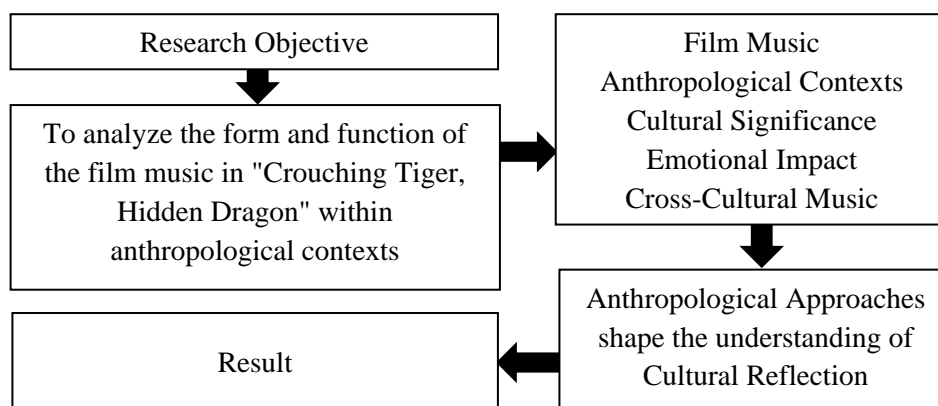 Research Objective
To analyze the form and function of
the film music in "Crouching Tiger,
Hidden Dragon" within
anthropological contexts
Film Music
Anthropological Contexts
Cultural Significance
Emotional Impact
Cross-Cultural Music
Anthropological Approaches
shape the understanding of
Cultural Reflection
Result